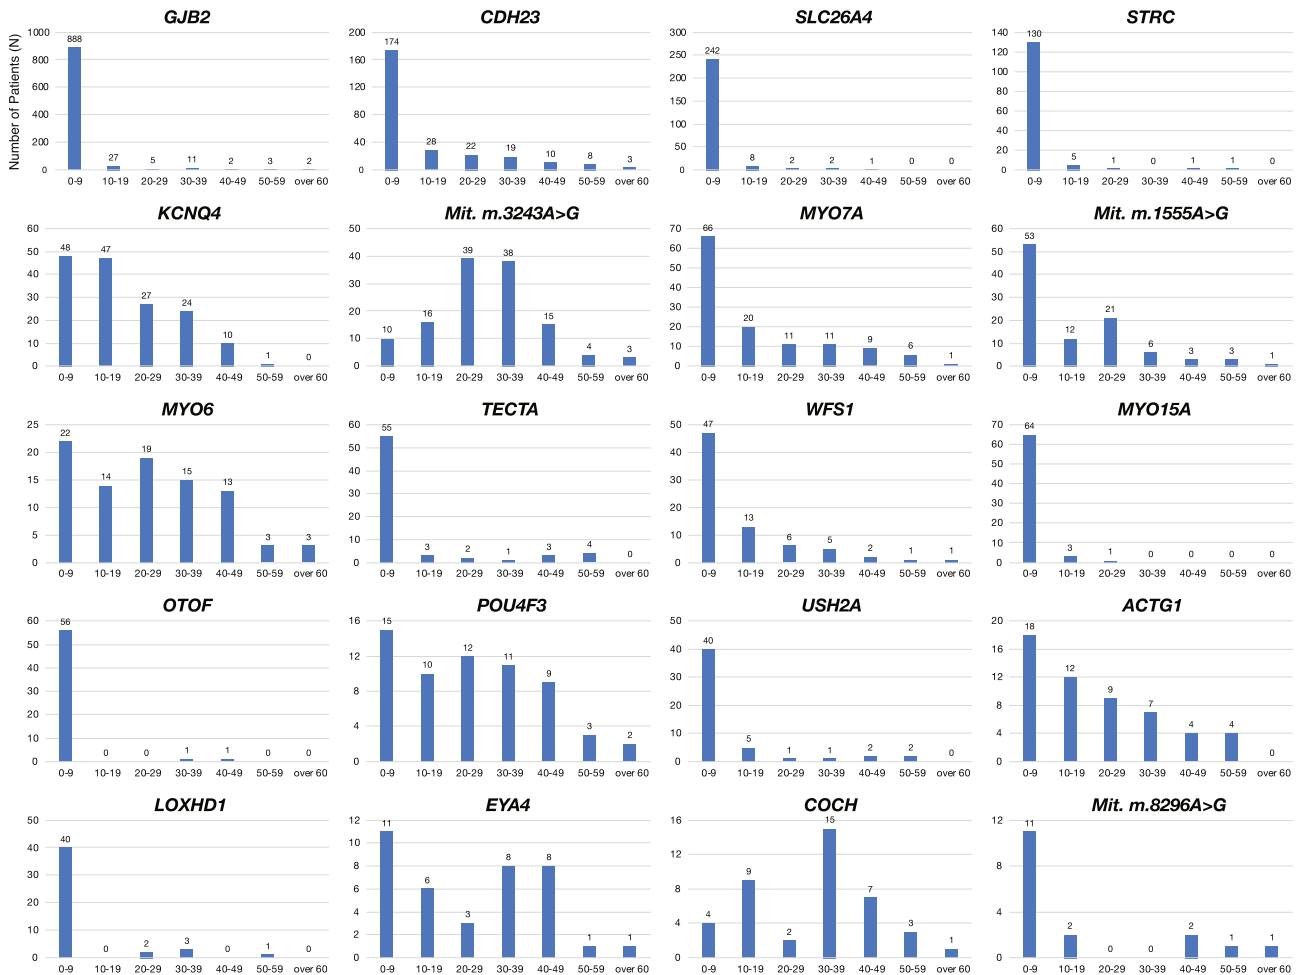 GJB2 CDH23 SLC26A4 STRC
Number of Patients (N)
1000 800 600 400 200 0
888 27 5 11 2 3 2
0-9 10-19 20-29 30-39 40-49 50-59 over 60
200 160 120 80 40 0
174 28 22 19 10 8 3
0-9 10-19 20-29 30-39 40-49 50-59 over 60
300 250 200 150 100 50 0
242 8 2 2 1 0 0
0-9 10-19 20-29 30-39 40-49 50-59 over 60
140 120 100 80 60 40 20 0
130 5 1 0 1 1 0
0-9 10-19 20-29 30-39 40-49 50-59 over 60
KCNQ4 Mit. m.3243A>G MYO7A Mit. m.1555A>G
60 50 40 30 20 10 0
48 47 27 24 10 1 0
0-9 10-19 20-29 30-39 40-49 50-59 over 60
50 40 30 20 10 0
10 16 39 38 15 4 3
0-9 10-19 20-29 30-39 40-49 50-59 over 60
70 60 50 40 30 20 10 0
66 20 11 11 9 6 1
0-9 10-19 20-29 30-39 40-49 50-59 over 60
60 50 40 30 20 10 0
53 12 21 6 3 3 1
0-9 10-19 20-29 30-39 40-49 50-59 over 60
MYO6 TECTA WFS1 MYO15A
25 20 15 10 5 0
22 14 19 15 13 3 3
0-9 10-19 20-29 30-39 40-49 50-59 over 60
60 50 40 30 20 10 0
55 3 2 1 3 4 0
0-9 10-19 20-29 30-39 40-49 50-59 over 60
50 40 30 20 10 0
47 13 6 5 2 1 1
0-9 10-19 20-29 30-39 40-49 50-59 over 60
70 60 50 40 30 20 10 0
64 3 1 0 0 0 0
0-9 10-19 20-29 30-39 40-49 50-59 over 60
OTOF POU4F3 USH2A ACTG1
60 50 40 30 20 10 0
56 0 0 1 1 0 0
0-9 10-19 20-29 30-39 40-49 50-59 over 60
16 12 8 4 0
15 10 12 11 9 3 2
0-9 10-19 20-29 30-39 40-49 50-59 over 60
50 40 30 20 10 0
40 5 1 1 2 2 0
0-9 10-19 20-29 30-39 40-49 50-59 over 60
20 16 12 8 4 0
18 12 9 7 4 4 0
0-9 10-19 20-29 30-39 40-49 50-59 over 60
LOXHD1 EYA4 COCH Mit. m.8296A>G
50 40 30 20 10 0
40 0 2 3 0 1 0
0-9 10-19 20-29 30-39 40-49 50-59 over 60
12 10 8 6 4 2 0
11 6 3 8 8 1 1
0-9 10-19 20-29 30-39 40-49 50-59 over 60
16 12 8 4 0
4 9 2 15 7 3 1
0-9 10-19 20-29 30-39 40-49 50-59 over 60
12 8 4 0
11 2 0 0 2 1 1
0-9 10-19 20-29 30-39 40-49 50-59 over 60